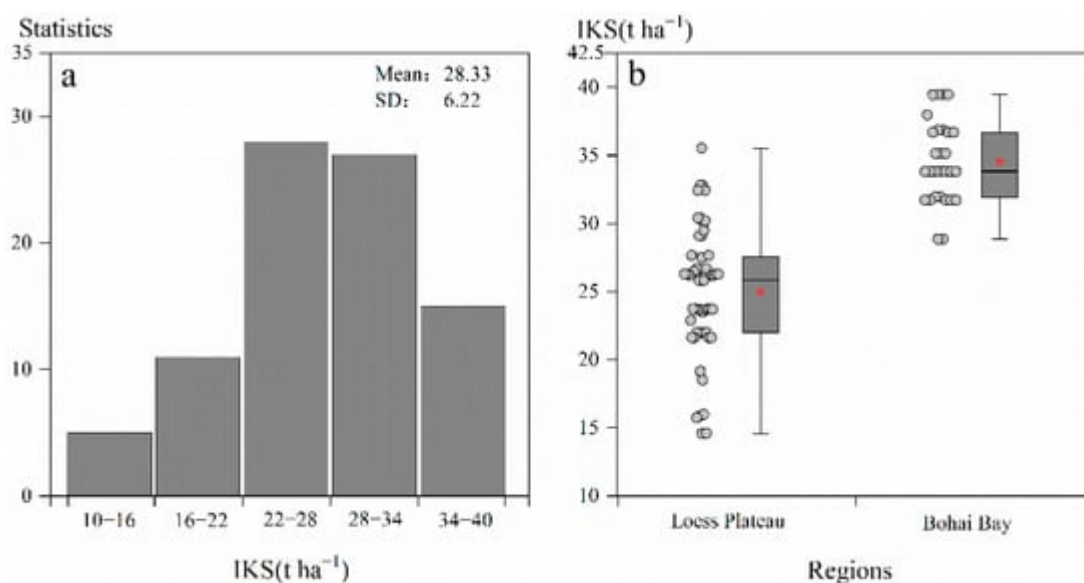 Statistics
35
30
20
10
0
a
Mean: 28.33
SD: 6.22
10−16 16−22 22−28 28−34 34−40
IKS(t ha⁻¹)
IKS(t ha⁻¹)
42.5
40
35
30
25
20
15
10
b
Loess Plateau Bohai Bay
Regions